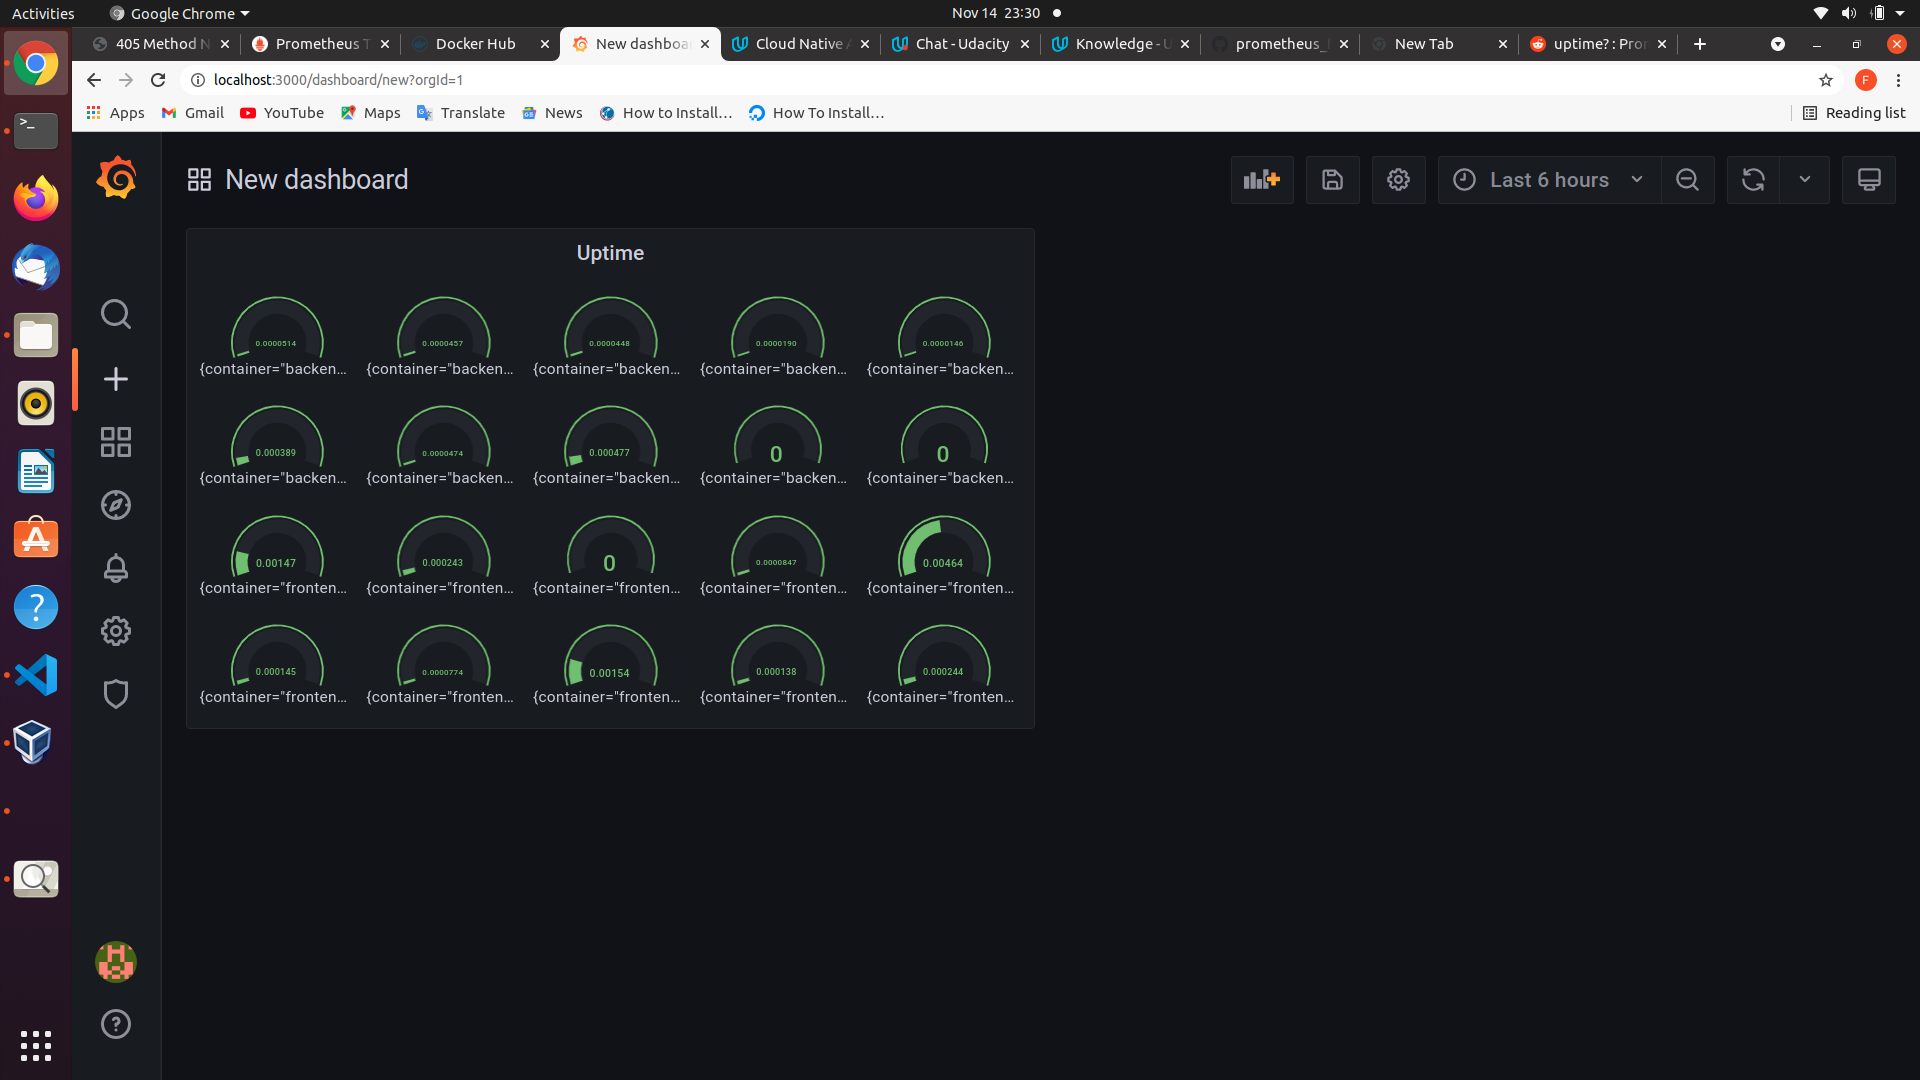 Activities
Google Chrome
Nov 14 23:30
405 Method N
Prometheus T
Docker Hub
New dashboa
Cloud Native A
Chat - Udacity
Knowledge - U
prometheus_
New Tab
uptime? : Pro
localhost:3000/dashboard/new?orgId=1
F
Apps
Gmail
YouTube
Maps
Translate
News
How to Install…
How To Install…
Reading list
New dashboard
Last 6 hours
Uptime
0.0000514
0.0000457
0.0000448
0.0000190
0.0000146
{container="backen…
{container="backen…
{container="backen…
{container="backen…
{container="backen…
0.000389
0.0000474
0.000477
0
0
{container="backen…
{container="backen…
{container="backen…
{container="backen…
{container="backen…
0.00147
0.000243
0
0.0000847
0.00464
{container="fronten…
{container="fronten…
{container="fronten…
{container="fronten…
{container="fronten…
0.000145
0.0000774
0.00154
0.000138
0.000244
{container="fronten…
{container="fronten…
{container="fronten…
{container="fronten…
{container="fronten…